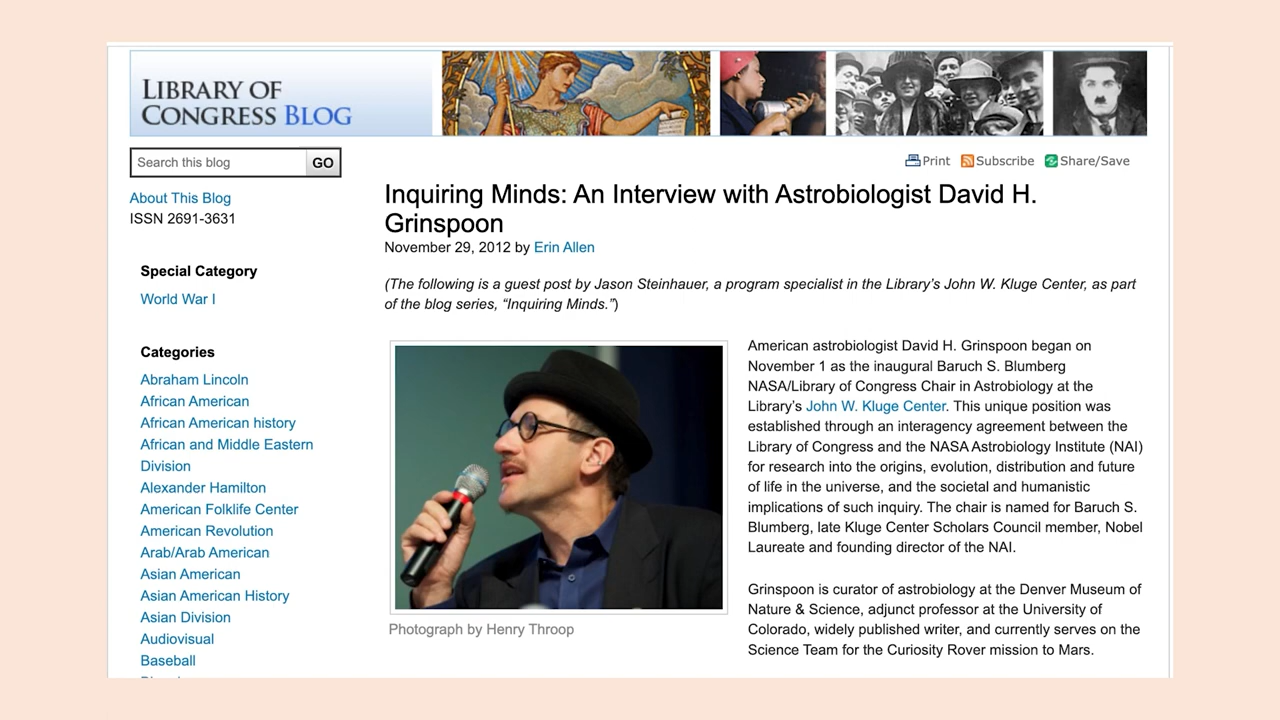 LIBRARY OF
CONGRESS BLOG
Search this blog GO
Print Subscribe Share/Save
About This Blog
ISSN 2691-3631
Special Category
World War I
Categories
Abraham Lincoln
African American
African American history
African and Middle Eastern
Division
Alexander Hamilton
American Folklife Center
American Revolution
Arab/Arab American
Asian American
Asian American History
Asian Division
Audiovisual
Baseball
Inquiring Minds: An Interview with Astrobiologist David H.
Grinspoon
November 29, 2012 by Erin Allen
(The following is a guest post by Jason Steinhauer, a program specialist in the Library’s John W. Kluge Center, as part
of the blog series, “Inquiring Minds.”)
Photograph by Henry Throop
American astrobiologist David H. Grinspoon began on
November 1 as the inaugural Baruch S. Blumberg
NASA/Library of Congress Chair in Astrobiology at the
Library’s John W. Kluge Center. This unique position was
established through an interagency agreement between the
Library of Congress and the NASA Astrobiology Institute (NAI)
for research into the origins, evolution, distribution and future
of life in the universe, and the societal and humanistic
implications of such inquiry. The chair is named for Baruch S.
Blumberg, late Kluge Center Scholars Council member, Nobel
Laureate and founding director of the NAI.
Grinspoon is curator of astrobiology at the Denver Museum of
Nature & Science, adjunct professor at the University of
Colorado, widely published writer, and currently serves on the
Science Team for the Curiosity Rover mission to Mars.